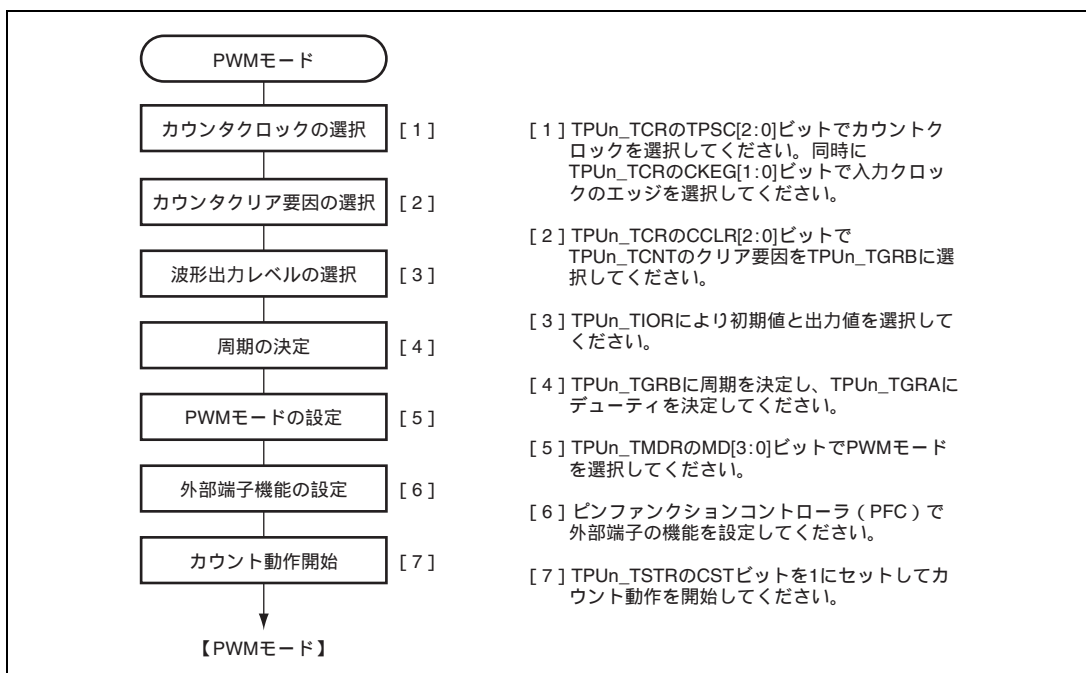 PWMモード
カウンタクロックの選択 [1]
カウンタクリア要因の選択 [2]
波形出力レベルの選択 [3]
周期の決定 [4]
PWMモードの設定 [5]
外部端子機能の設定 [6]
カウント動作開始 [7]
【PWMモード】
[1] TPUn_TCRのTPSC[2:0]ビットでカウントク
ロックを選択してください。同時に
TPUn_TCRのCKEG[1:0]ビットで入力クロッ
クのエッジを選択してください。
[2] TPUn_TCRのCCLR[2:0]ビットで
TPUn_TCNTのクリア要因をTPUn_TGRBに選
択してください。
[3] TPUn_TIORにより初期値と出力値を選択して
ください。
[4] TPUn_TGRBに周期を決定し、TPUn_TGRAに
デューティを決定してください。
[5] TPUn_TMDRのMD[3:0]ビットでPWMモード
を選択してください。
[6] ピンファンクションコントローラ(PFC)で
外部端子の機能を設定してください。
[7] TPUn_TSTRのCSTビットを1にセットしてカ
ウント動作を開始してください。